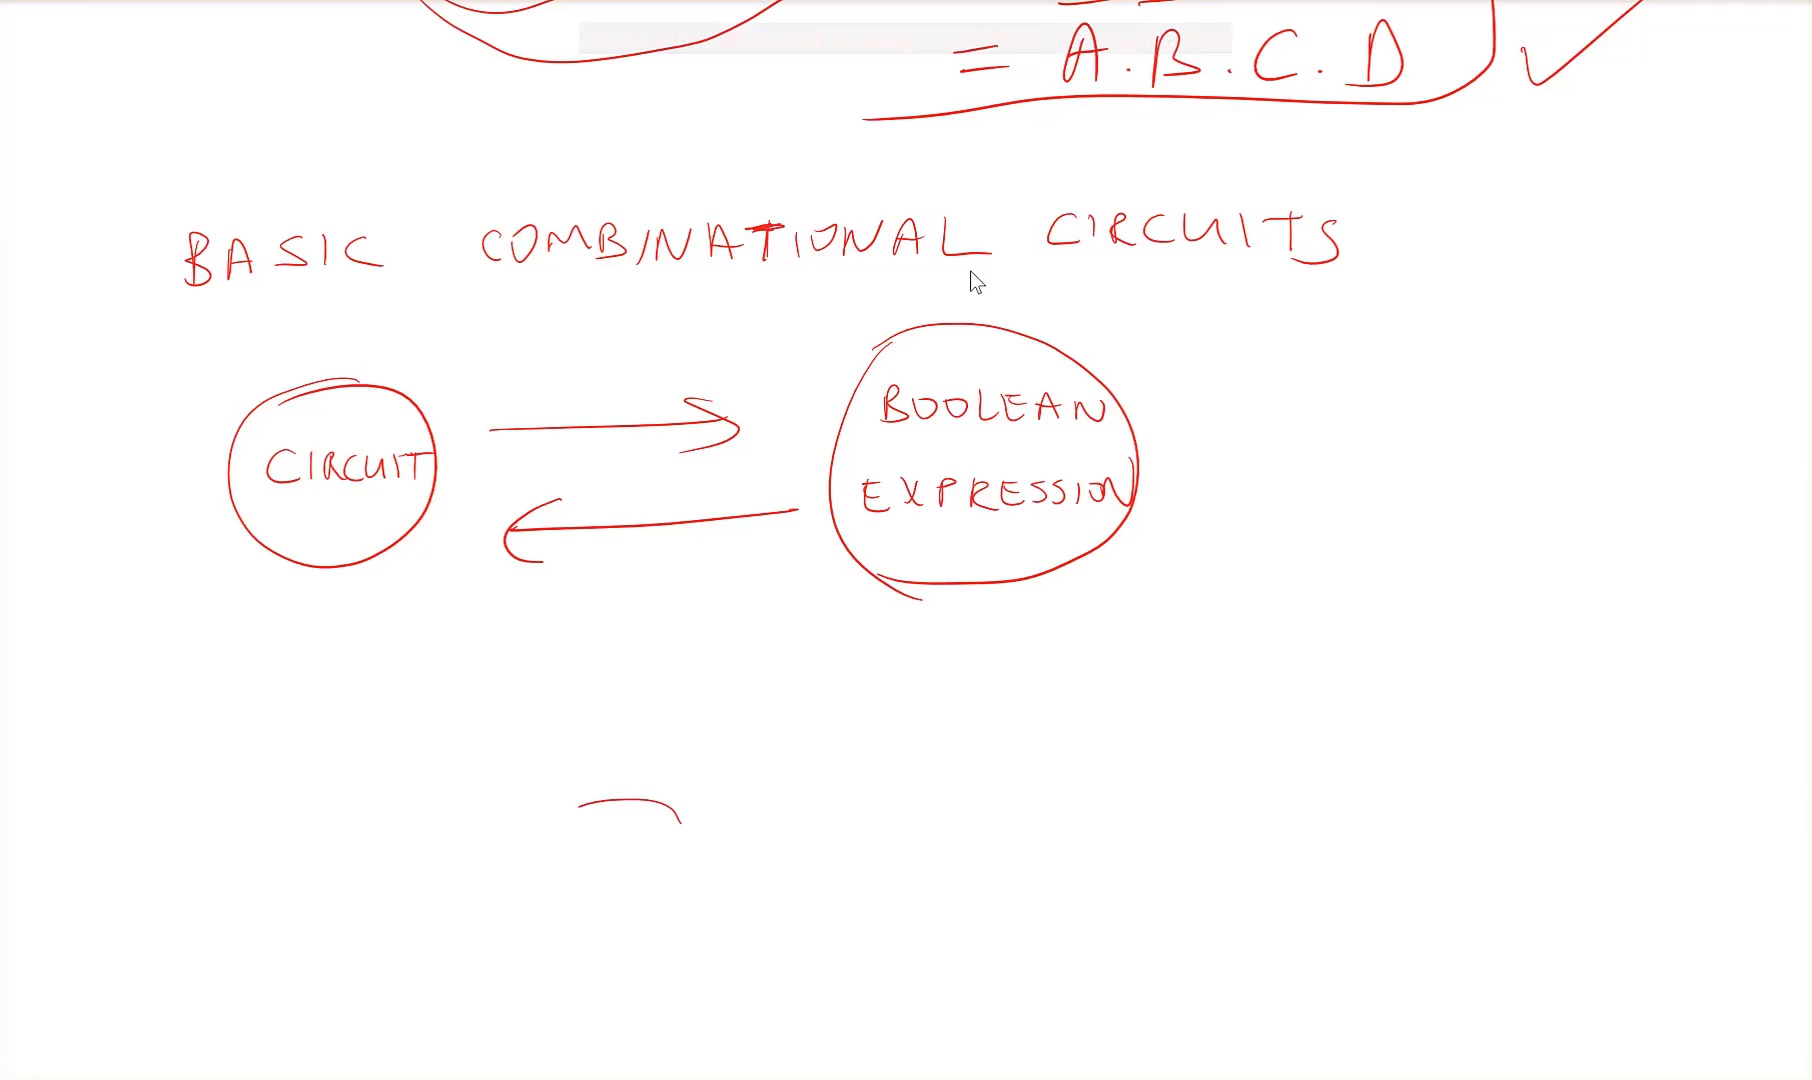 = A.B.C.D
BASIC COMBINATIONAL CIRCUITS
CIRCUIT
BOOLEAN
EXPRESSION